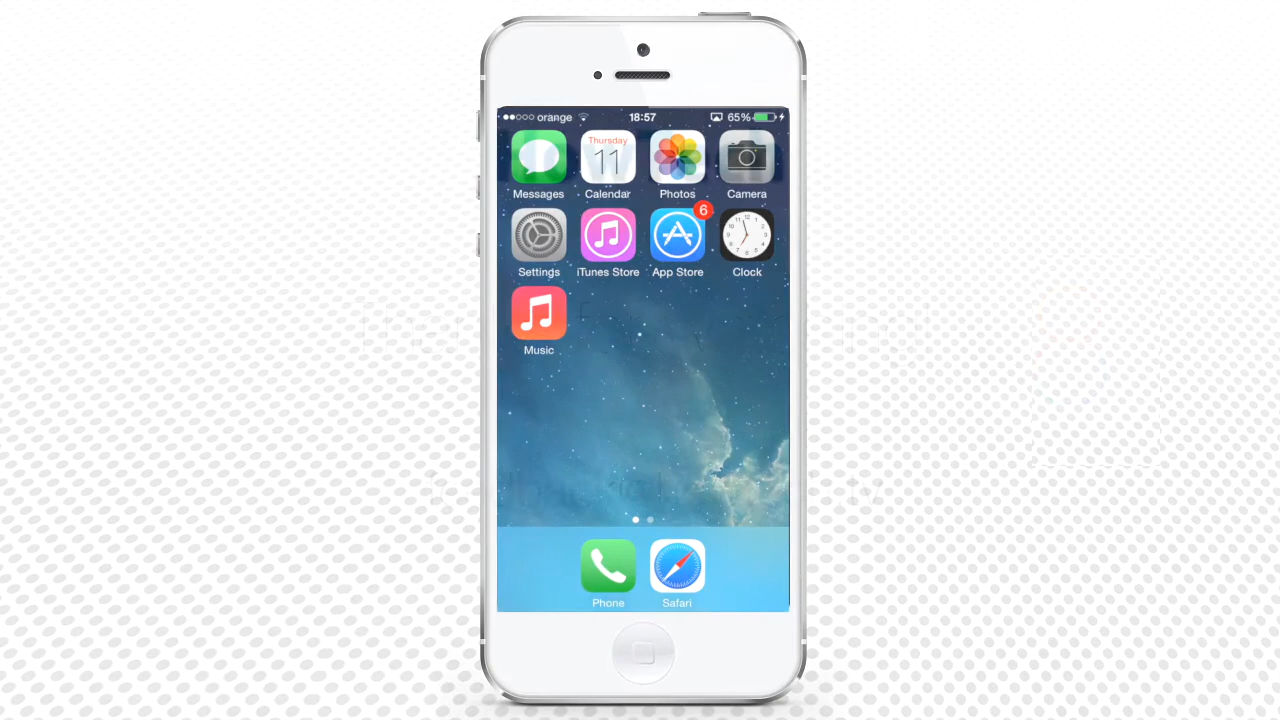 orange 18:57 65%
Thursday
11
Messages Calendar Photos Camera
6
Settings iTunes Store App Store Clock
Music
Phone Safari